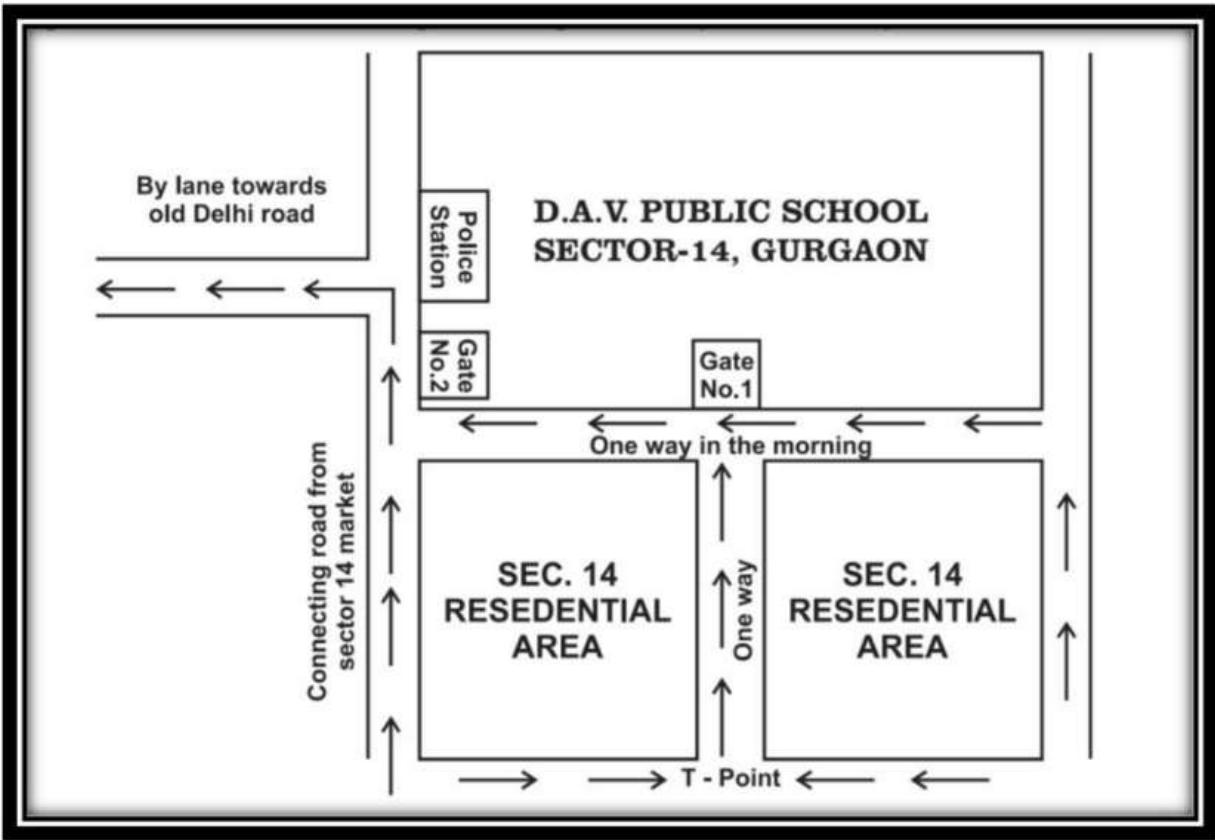 By lane towards
old Delhi road
Police
Station
D.A.V. PUBLIC SCHOOL
SECTOR-14, GURGAON
Gate
No.2
Gate
No.1
One way in the morning
Connecting road from
sector 14 market
SEC. 14
RESEDENTIAL
AREA
One way
SEC. 14
RESEDENTIAL
AREA
T - Point